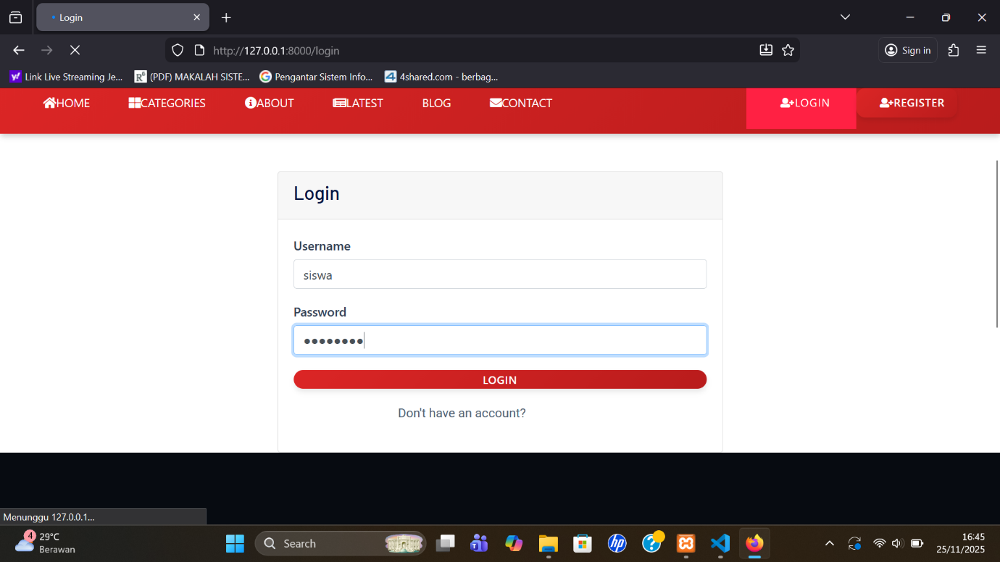 Login
http://127.0.0.1:8000/login
Sign in
Link Live Streaming Je...
(PDF) MAKALAH SISTE...
Pengantar Sistem Info...
4shared.com - berbag...
HOME
CATEGORIES
ABOUT
LATEST
BLOG
CONTACT
LOGIN
REGISTER
Login
Username
siswa
Password
LOGIN
Don't have an account?
Menunggu 127.0.0.1...
4
29°C
Berawan
Search
16:45
25/11/2025